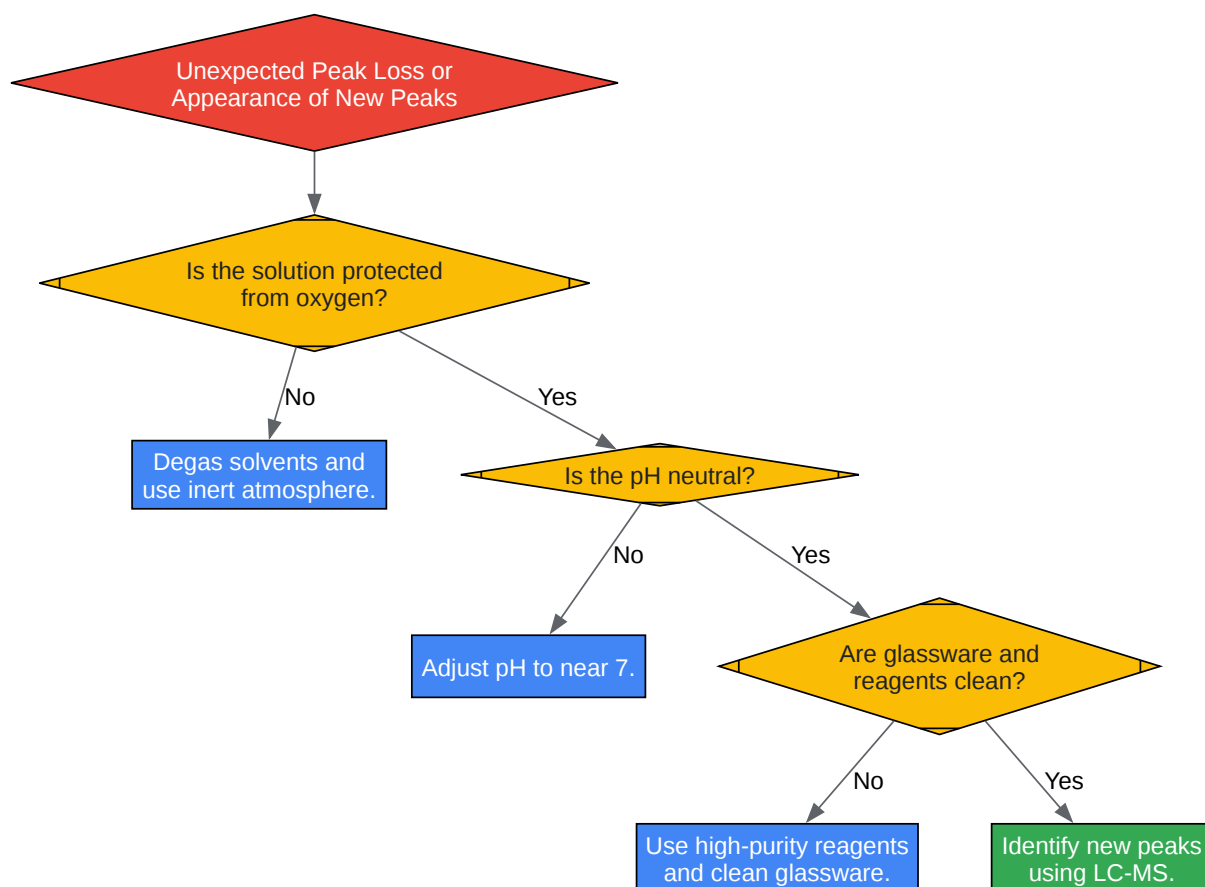 Unexpected Peak Loss or
Appearance of New Peaks
Is the solution protected
from oxygen?
No
Yes
Degas solvents and
use inert atmosphere.
Is the pH neutral?
No
Yes
Adjust pH to near 7.
Are glassware and
reagents clean?
No
Yes
Use high-purity reagents
and clean glassware.
Identify new peaks
using LC-MS.